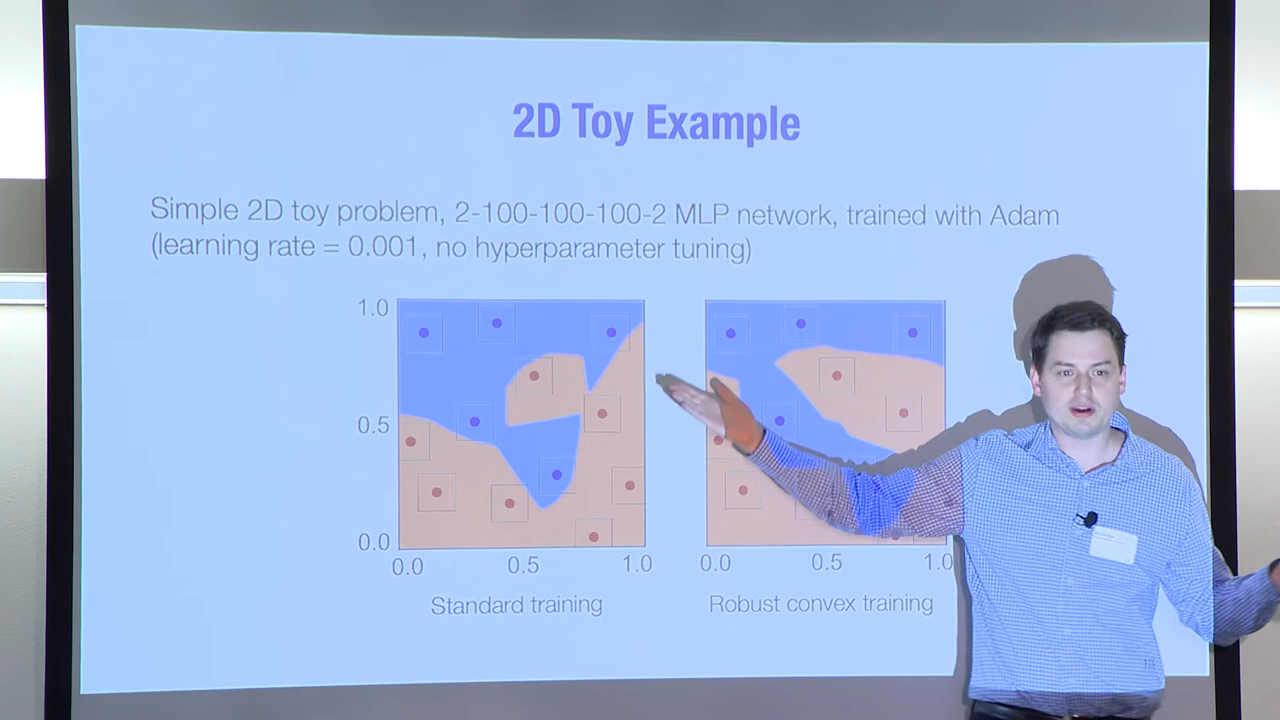 2D Toy Example
Simple 2D toy problem, 2-100-100-100-2 MLP network, trained with Adam
(learning rate = 0.001, no hyperparameter tuning)
1.0
0.5
0.0
0.0 0.5 1.0
0.0 0.5 1.0
Standard training
Robust convex training